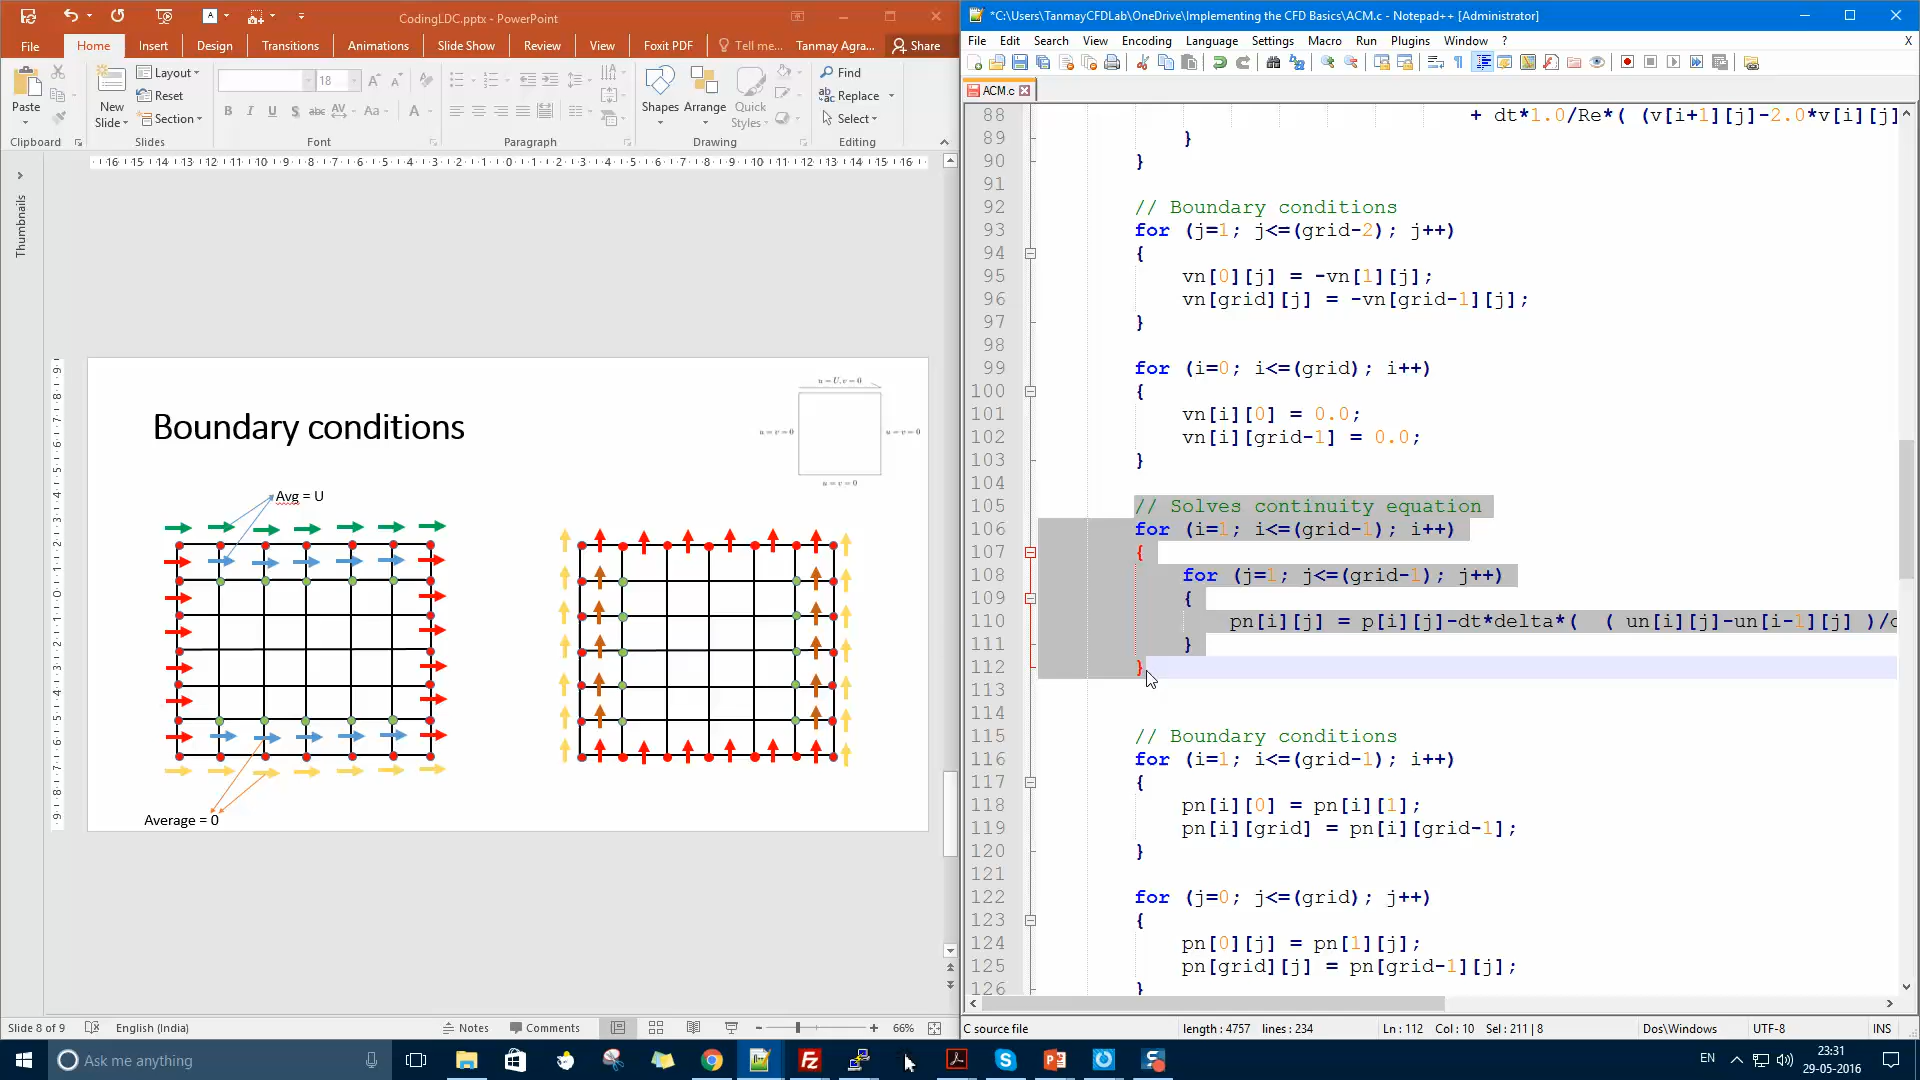 CodingLDC.pptx - PowerPoint
File Home Insert Design Transitions Animations Slide Show Review View Foxit PDF Tell me... Tanmay Agra... Share
Paste
Clipboard
New
Slide
Layout
Reset
Section
Slides
18
B I U S abc AV Aa A
Font
Paragraph
Shapes Arrange Quick
Styles
Drawing
Find
Replace
Select
Editing
Thumbnails
Boundary conditions
u = U, v = 0
u = v = 0
u = v = 0
u = v = 0
Avg = U
Average = 0
Slide 8 of 9 English (India) Notes Comments 66%
*C:\Users\TanmayCFDLab\OneDrive\Implementing the CFD Basics\ACM.c - Notepad++ [Administrator]
File Edit Search View Encoding Language Settings Macro Run Plugins Window ? X
ACM.c
88 + dt*1.0/Re*( (v[i+1][j]-2.0*v[i][j]
89 }
90 }
91
92 // Boundary conditions
93 for (j=1; j<=(grid-2); j++)
94 {
95 vn[0][j] = -vn[1][j];
96 vn[grid][j] = -vn[grid-1][j];
97 }
98
99 for (i=0; i<=(grid); i++)
100 {
101 vn[i][0] = 0.0;
102 vn[i][grid-1] = 0.0;
103 }
104
105 // Solves continuity equation
106 for (i=1; i<=(grid-1); i++)
107 {
108 for (j=1; j<=(grid-1); j++)
109 {
110 pn[i][j] = p[i][j]-dt*delta*( ( un[i][j]-un[i-1][j] )/
111 }
112 }
113
114
115 // Boundary conditions
116 for (i=1; i<=(grid-1); i++)
117 {
118 pn[i][0] = pn[i][1];
119 pn[i][grid] = pn[i][grid-1];
120 }
121
122 for (j=0; j<=(grid); j++)
123 {
124 pn[0][j] = pn[1][j];
125 pn[grid][j] = pn[grid-1][j];
126 }
C source file length : 4757 lines : 234 Ln : 112 Col : 10 Sel : 211 | 8 Dos\Windows UTF-8 INS
Ask me anything
EN
23:31
29-05-2016